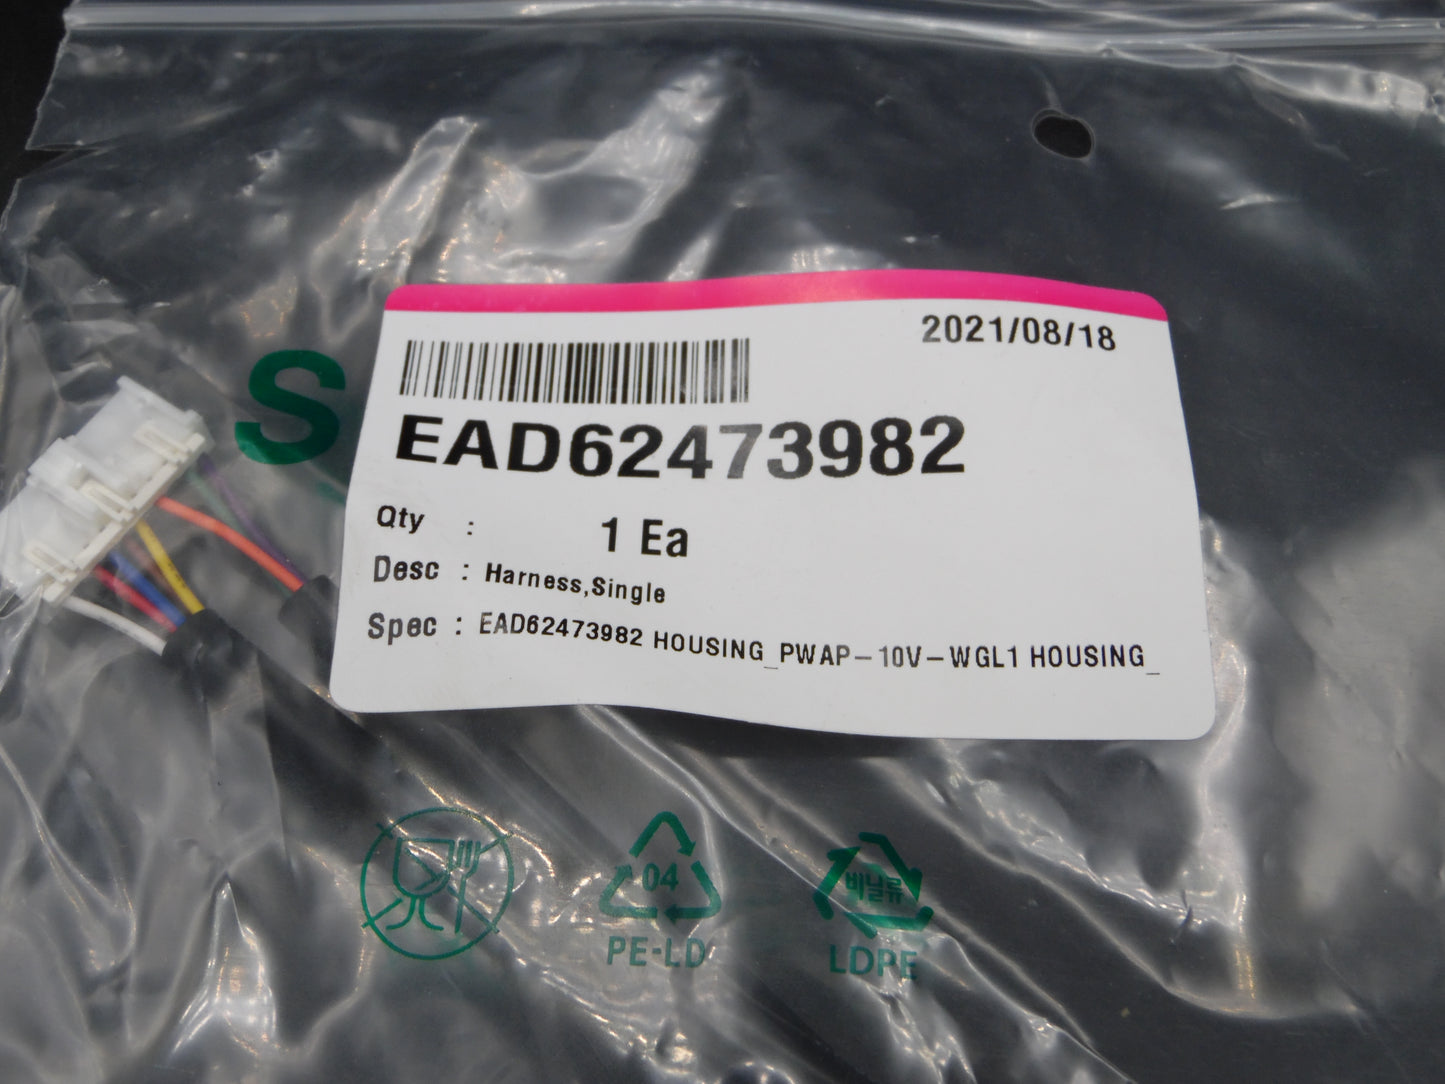 2021/08/18
S
EAD62473982
Qty : 1 Ea
Desc : Harness,Single
Spec : EAD62473982 HOUSING_PWAP-10V-WGL1 HOUSING_
04
PE-LD
비닐류
LDPE